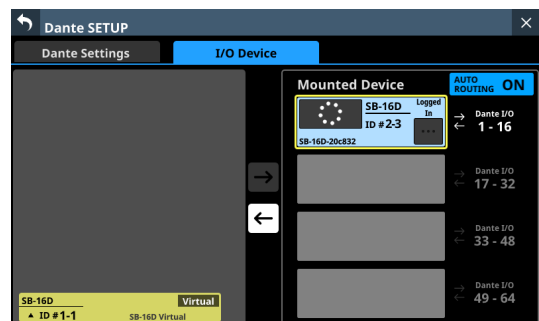 Dante SETUP
Dante Settings
I/O Device
Mounted Device
AUTO ROUTING ON
SB-16D
Logged In
ID #2-3
SB-16D-20c832
Dante I/O
1 - 16
Dante I/O
17 - 32
Dante I/O
33 - 48
Dante I/O
49 - 64
SB-16D
Virtual
ID #1-1
SB-16D Virtual